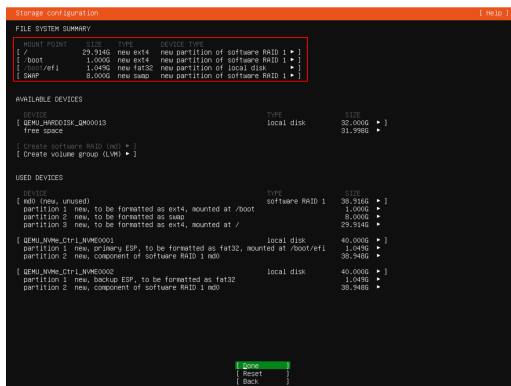 Storage configuration [ Help ]
FILE SYSTEM SUMMARY
MOUNT POINT SIZE TYPE DEVICE TYPE
[ / 29.914G new ext4 new partition of software RAID 1 ▸ ]
[ /boot 1.000G new ext4 new partition of software RAID 1 ▸ ]
[ /boot/efi 1.049G new fat32 new partition of local disk ▸ ]
[ SWAP 8.000G new swap new partition of software RAID 1 ▸ ]
AVAILABLE DEVICES
DEVICE TYPE SIZE
[ QEMU_HARDDISK_QM00013 local disk 32.000G ▸ ]
free space 31.998G ▸
[ Create software RAID (md) ▸ ]
[ Create volume group (LVM) ▸ ]
USED DEVICES
DEVICE TYPE SIZE
[ md0 (new, unused) software RAID 1 38.916G ▸ ]
partition 1 new, to be formatted as ext4, mounted at /boot 1.000G ▸
partition 2 new, to be formatted as swap 8.000G ▸
partition 3 new, to be formatted as ext4, mounted at / 29.914G ▸
[ QEMU_NVMe_Ctrl_NVME0001 local disk 40.000G ▸ ]
partition 1 new, primary ESP, to be formatted as fat32, mounted at /boot/efi 1.049G ▸
partition 2 new, component of software RAID 1 md0 38.948G ▸
[ QEMU_NVMe_Ctrl_NVME0002 local disk 40.000G ▸ ]
partition 1 new, backup ESP, to be formatted as fat32 1.049G ▸
partition 2 new, component of software RAID 1 md0 38.948G ▸
[ Done ]
[ Reset ]
[ Back ]